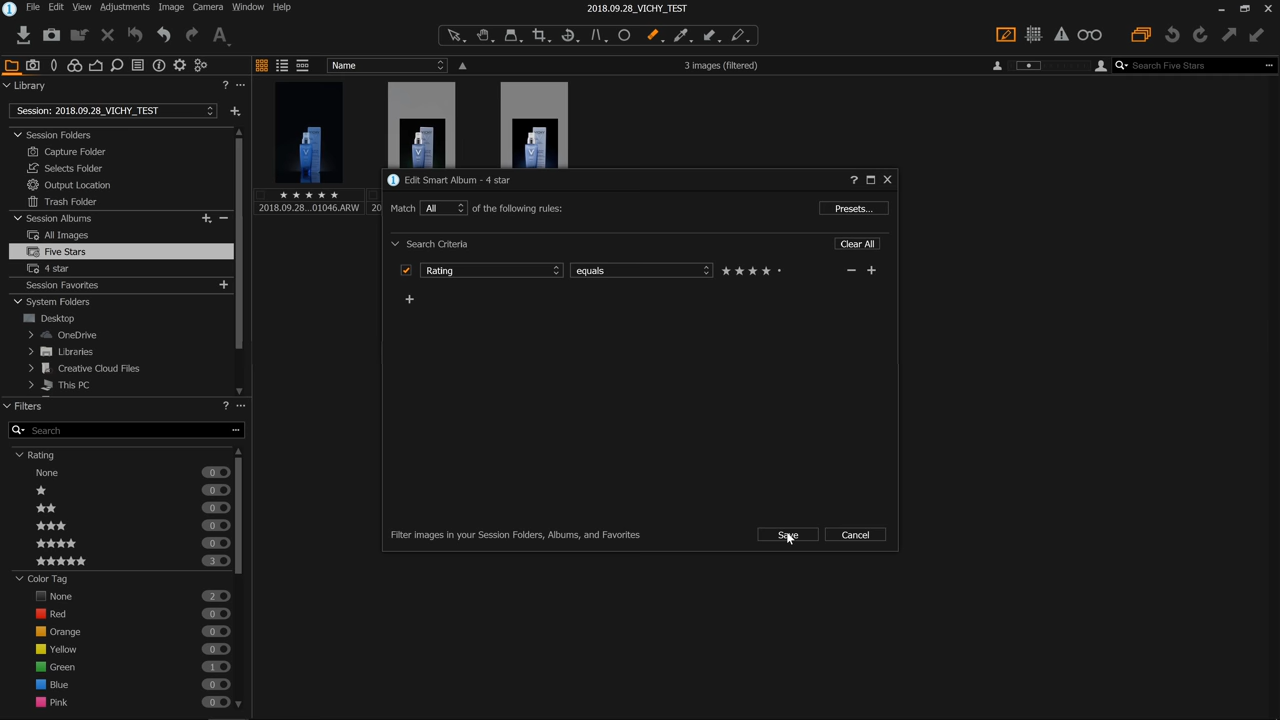 File Edit View Adjustments Image Camera Window Help
2018.09.28_VICHY_TEST
Name
3 images (filtered)
Search Five Stars
Library
Session: 2018.09.28_VICHY_TEST
Session Folders
Capture Folder
Selects Folder
Output Location
Trash Folder
Session Albums
All Images
Five Stars
4 star
Session Favorites
System Folders
Desktop
OneDrive
Libraries
Creative Cloud Files
This PC
Filters
Search
Rating
None 0
0
0
0
0
3
Color Tag
None 2
Red 0
Orange 0
Yellow 0
Green 1
Blue 0
Pink 0
2018.09.28...01046.ARW 20
Edit Smart Album - 4 star
Match All of the following rules:
Presets...
Search Criteria
Clear All
Rating equals
Filter images in your Session Folders, Albums, and Favorites
Save Cancel